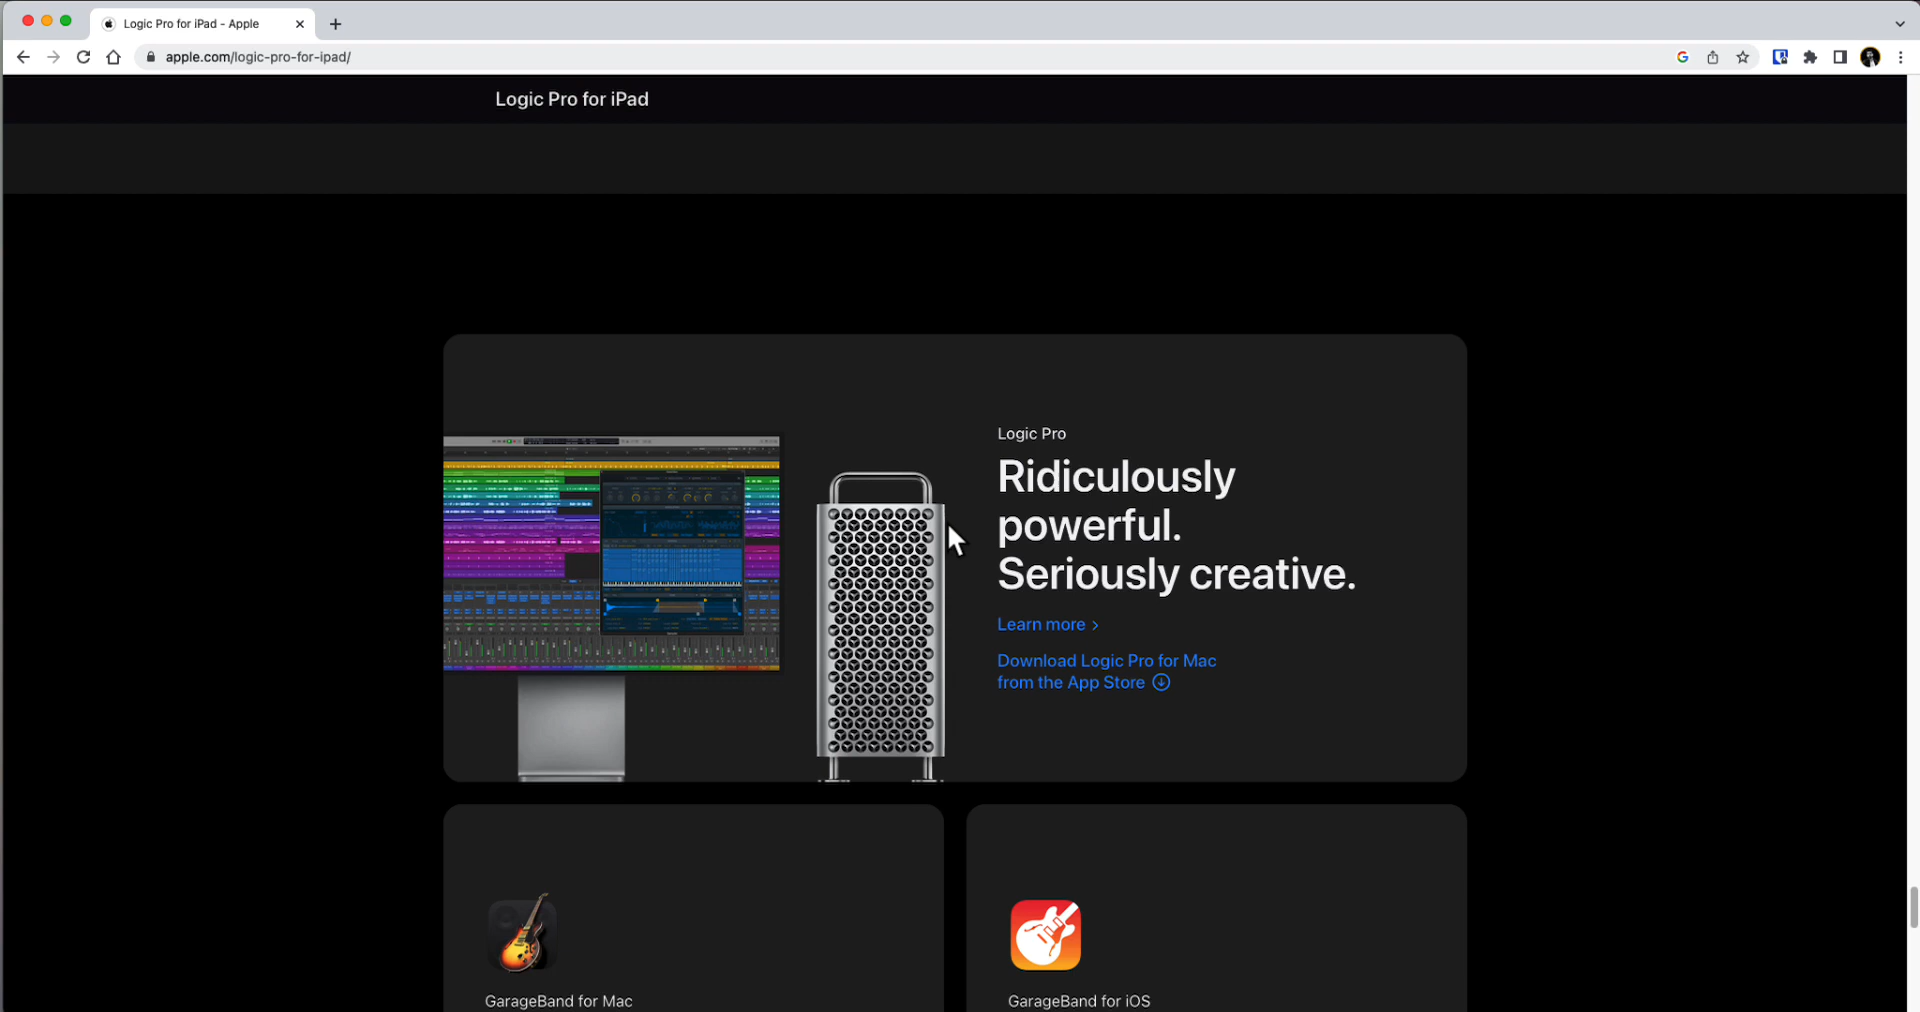 Logic Pro for iPad - Apple
apple.com/logic-pro-for-ipad/
Logic Pro for iPad
Logic Pro
Ridiculously
powerful.
Seriously creative.
Learn more >
Download Logic Pro for Mac
from the App Store
GarageBand for Mac
GarageBand for iOS